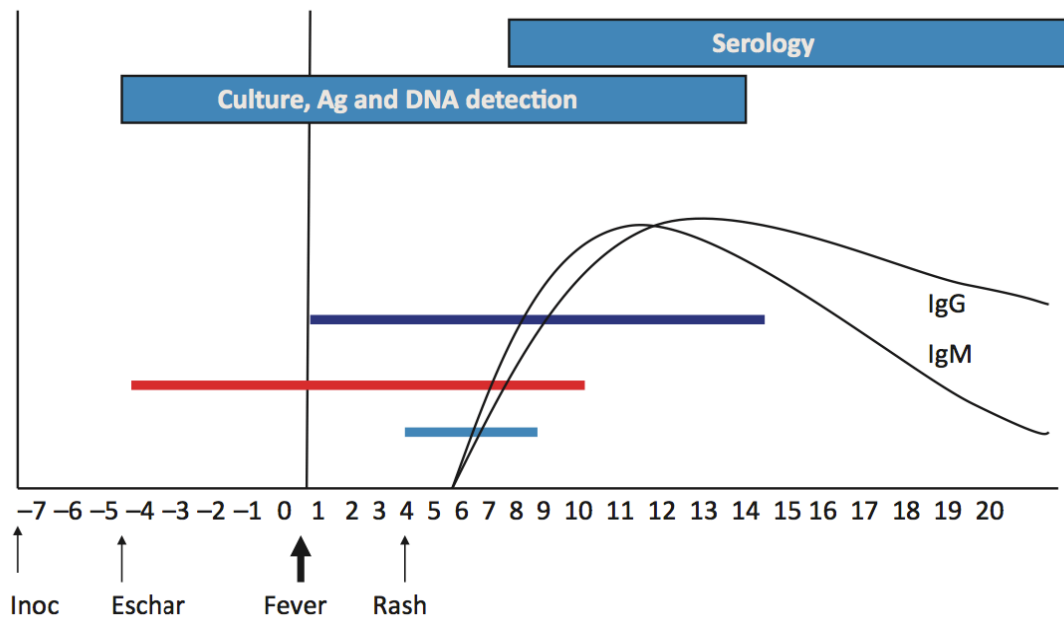 Serology
Culture, Ag and DNA detection
IgG
IgM
–7 –6 –5 –4 –3 –2 –1 0 1 2 3 4 5 6 7 8 9 10 11 12 13 14 15 16 17 18 19 20
Inoc Eschar Fever Rash